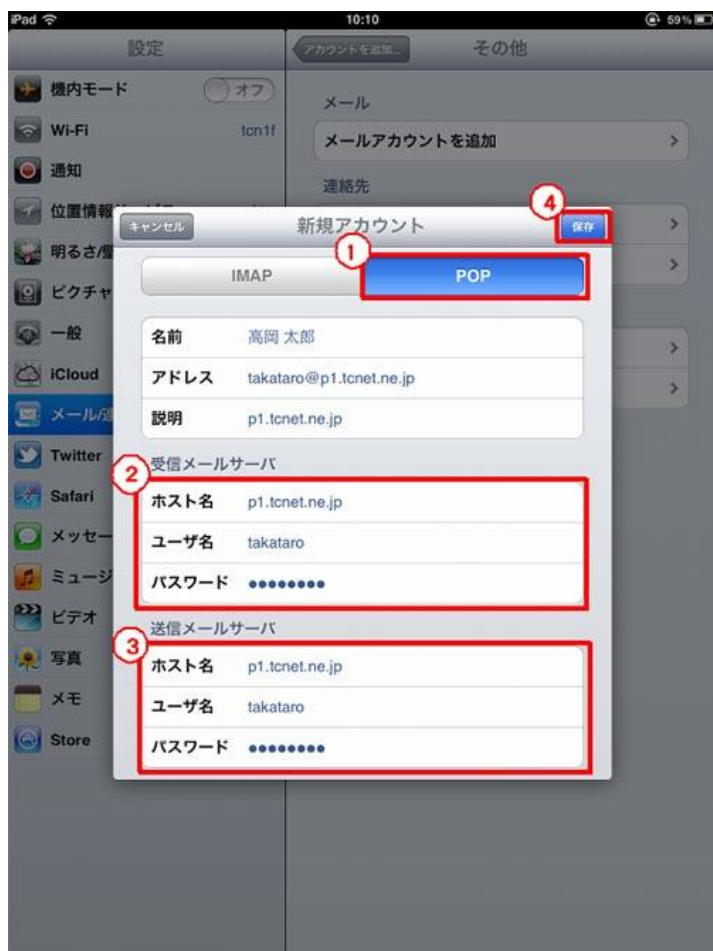 iPad 10:10 59%
設定
機内モード オフ
Wi-Fi tcn1f
通知
位置情報
明るさ/壁
ピクチャ
一般
iCloud
メール/連
Twitter
Safari
メッセー
ミュージ
ビデオ
写真
メモ
Store
アカウントを追加... その他
メール
メールアカウントを追加
連絡先
キャンセル 新規アカウント 4 保存
1
IMAP POP
名前 高岡 太郎
アドレス takataro@p1.tcnet.ne.jp
説明 p1.tcnet.ne.jp
2 受信メールサーバ
ホスト名 p1.tcnet.ne.jp
ユーザ名 takataro
パスワード ●●●●●●●●
3 送信メールサーバ
ホスト名 p1.tcnet.ne.jp
ユーザ名 takataro
パスワード ●●●●●●●●